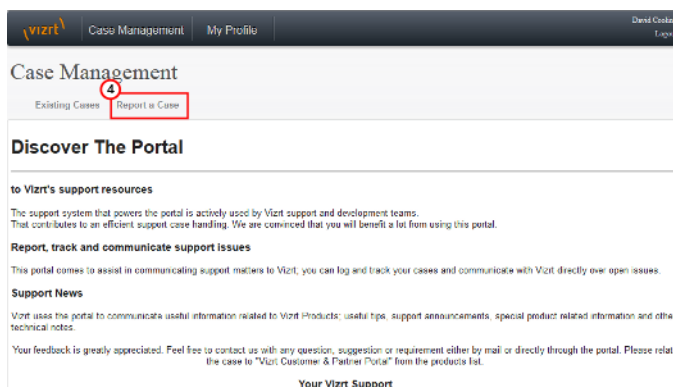 vizrt Case Management My Profile David
Logout
Case Management
4
Existing Cases Report a Case
Discover The Portal
to Vizrt's support resources
The support system that powers the portal is actively used by Vizrt support and development teams.
That contributes to an efficient support case handling. We are convinced that you will benefit a lot from using this portal.
Report, track and communicate support issues
This portal comes to assist in communicating support matters to Vizrt, you can log and track your cases and communicate with Vizrt directly over open issues.
Support News
Vizrt uses the portal to communicate useful information related to Vizrt Products; useful tips, support announcements, special product related information and othe
technical notes.
Your feedback is greatly appreciated. Feel free to contact us with any question, suggestion or requirement either by mail or directly through the portal. Please relat
the case to "Vizrt Customer & Partner Portal" from the products list.
Your Vizrt Support